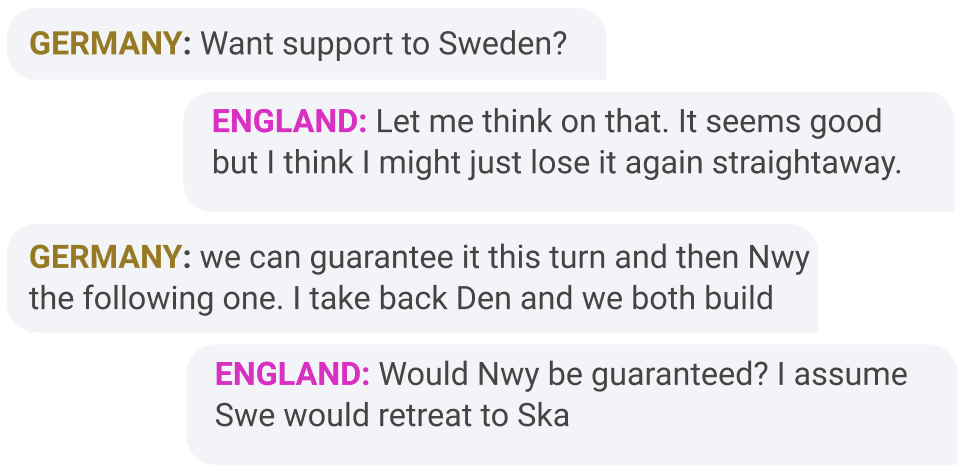 GERMANY: Want support to Sweden?
ENGLAND: Let me think on that. It seems good
but I think I might just lose it again straightaway.
GERMANY: we can guarantee it this turn and then Nwy
the following one. I take back Den and we both build
ENGLAND: Would Nwy be guaranteed? I assume
Swe would retreat to Ska